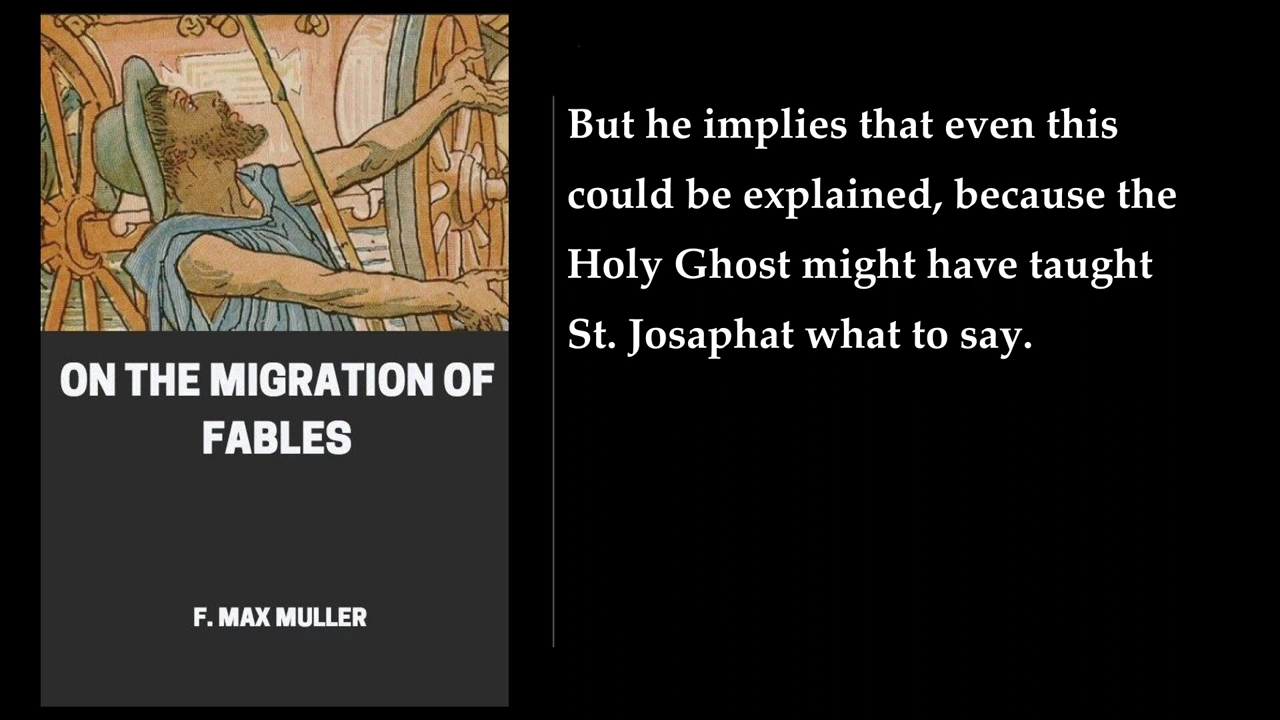 ON THE MIGRATION OF
FABLES
F. MAX MULLER
But he implies that even this
could be explained, because the
Holy Ghost might have taught
St. Josaphat what to say.